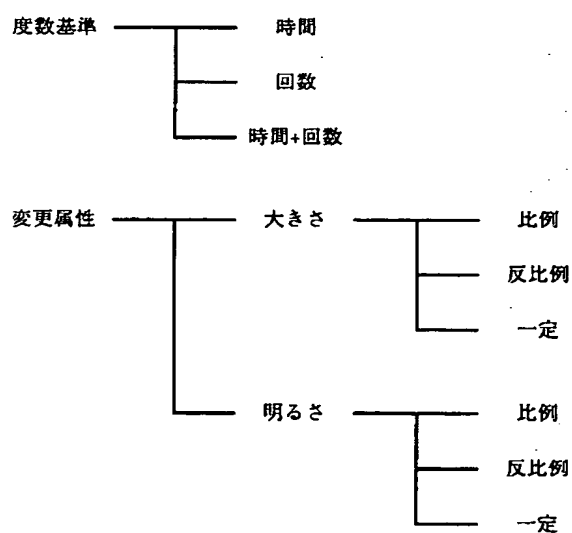 度数基準 時間
回数
時間+回数
変更属性 大きさ 比例
反比例
一定
明るさ 比例
反比例
一定